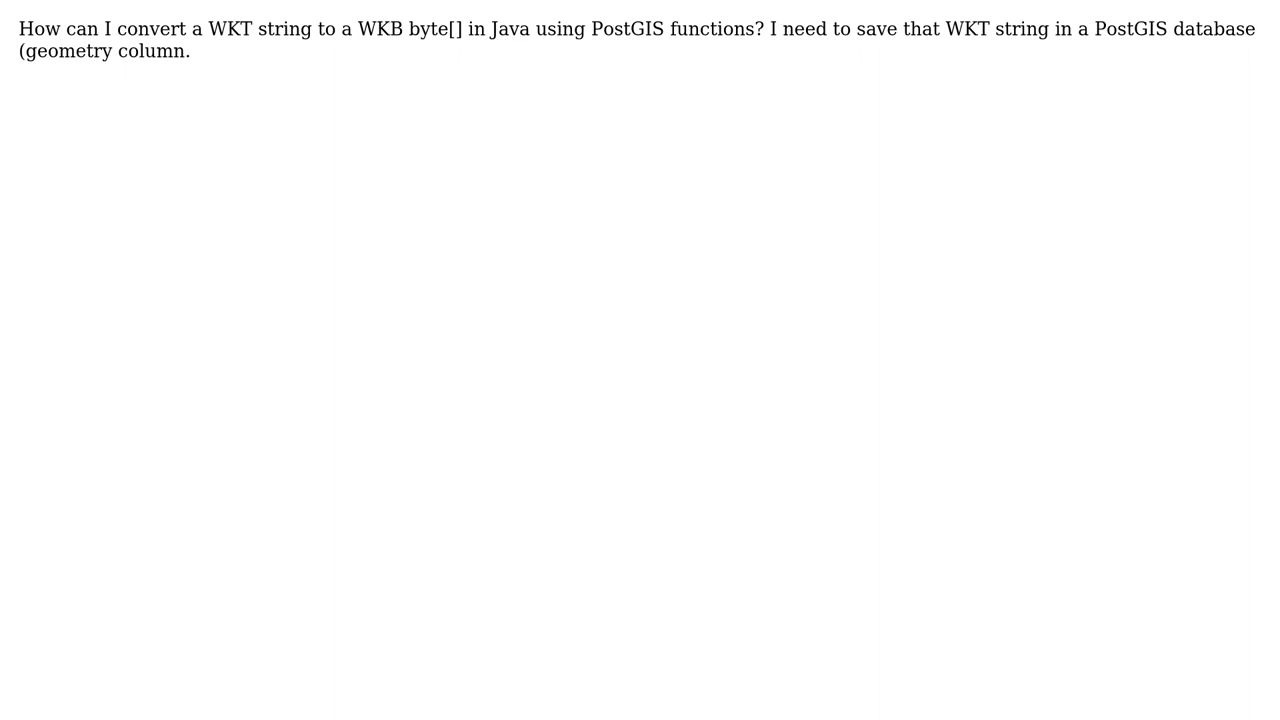 How can I convert a WKT string to a WKB byte[] in Java using PostGIS functions? I need to save that WKT string in a PostGIS database
(geometry column.